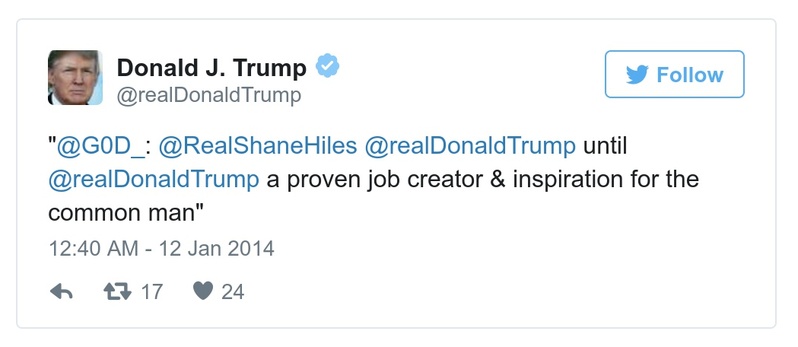 Donald J. Trump
@realDonaldTrump
Follow
"@G0D_: @RealShaneHiles @realDonaldTrump until
@realDonaldTrump a proven job creator & inspiration for the
common man"
12:40 AM - 12 Jan 2014
17 24